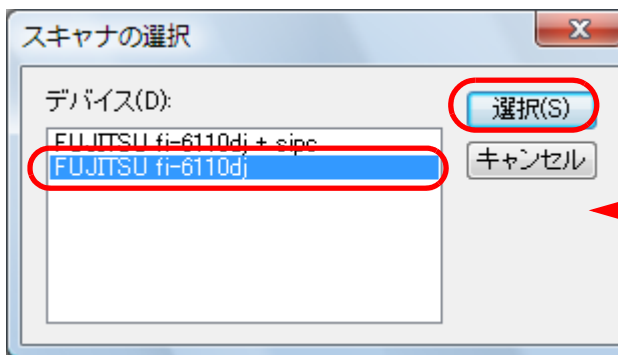 スキャナの選択
デバイス(D):
FUJITSU fi-6110dj + sipc
FUJITSU fi-6110dj
選択(S)
キャンセル